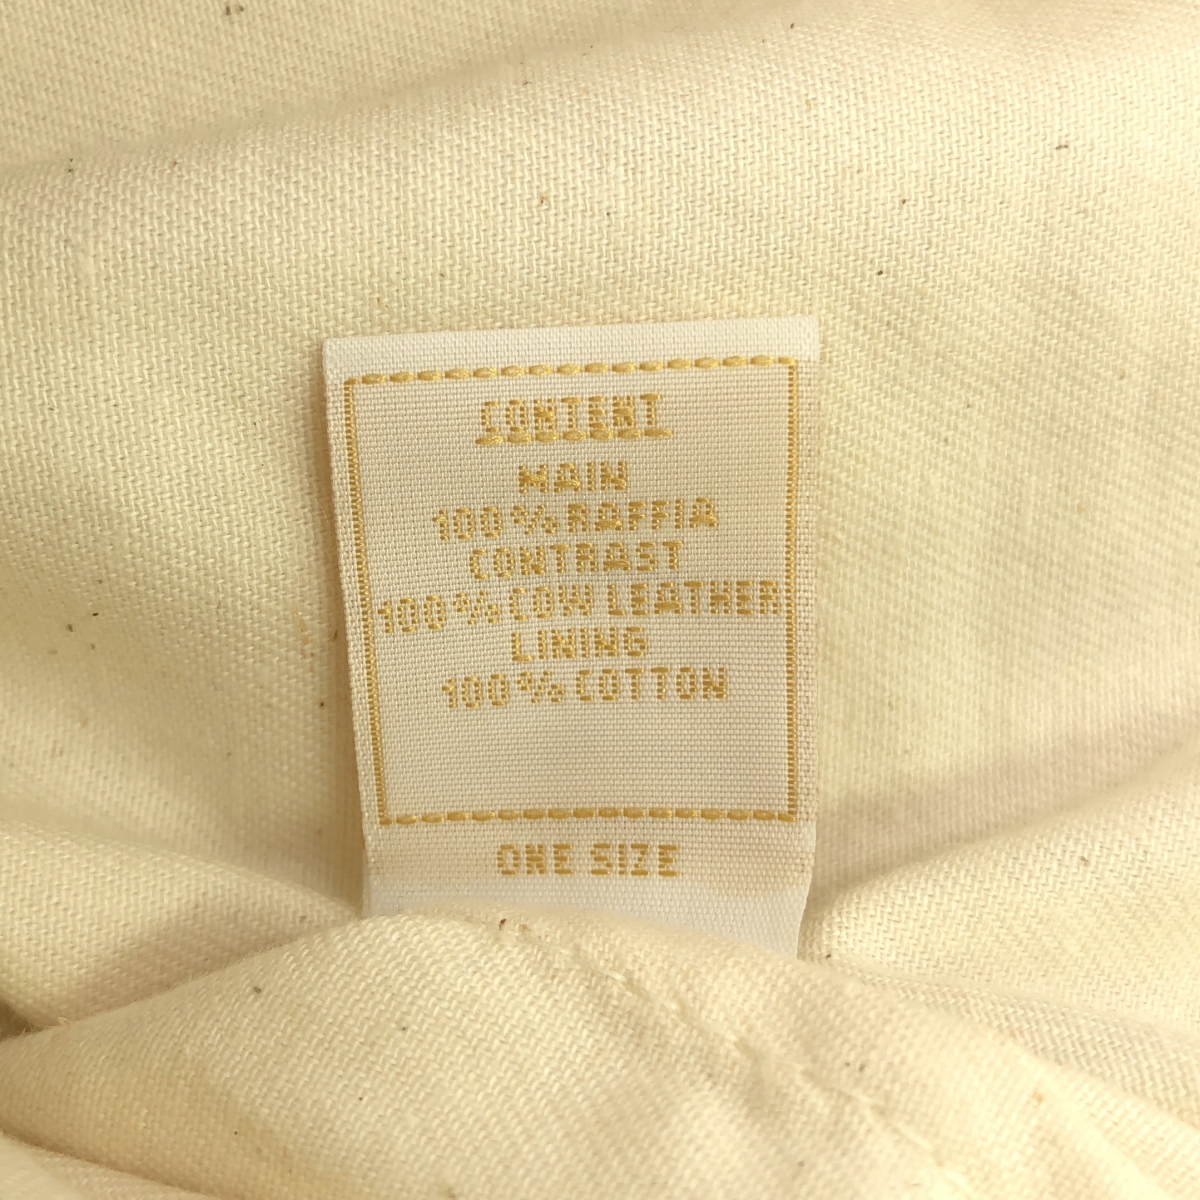 CONTENT
MAIN
100% RAFFIA
CONTRAST
100% COW LEATHER
LINING
100% COTTON
ONE SIZE